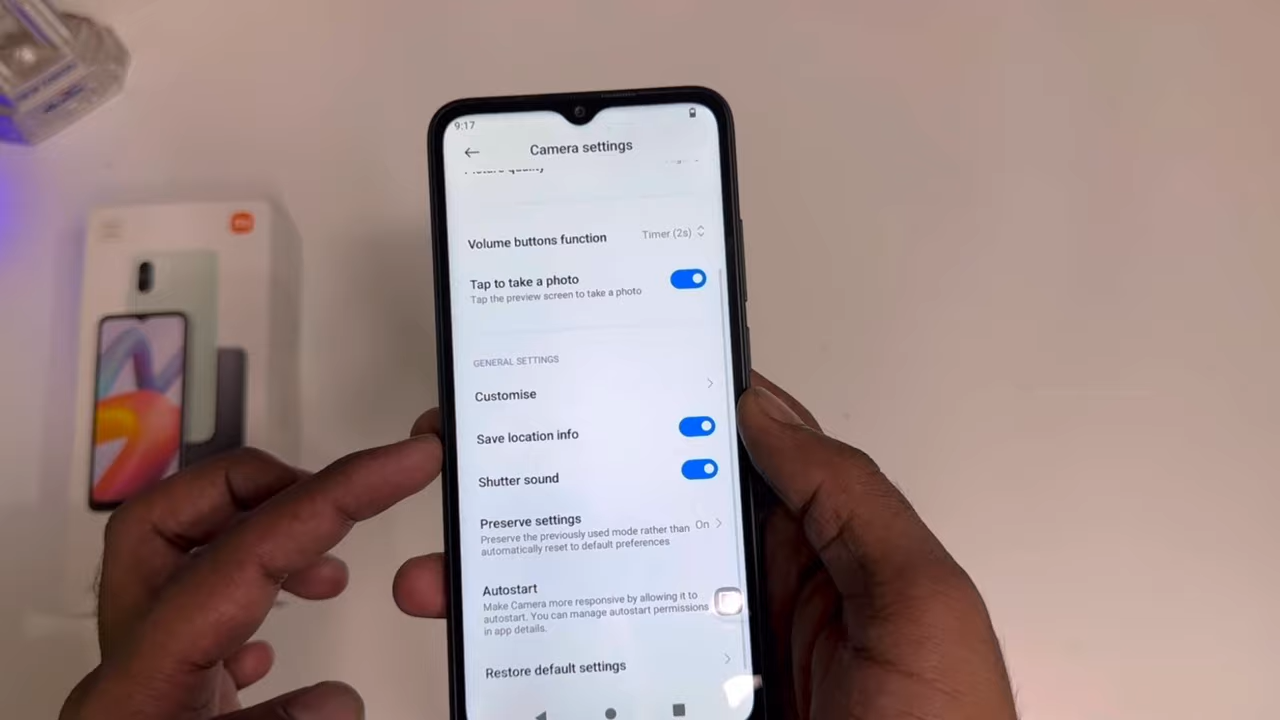 9:17
Camera settings
Picture quality
Volume buttons function
Timer (2s)
Tap to take a photo
Tap the preview screen to take a photo
GENERAL SETTINGS
Customise
Save location info
Shutter sound
Preserve settings
Preserve the previously used mode rather than
automatically reset to default preferences
On
Autostart
Make Camera more responsive by allowing it to
autostart. You can manage autostart permissions
in app details.
Restore default settings